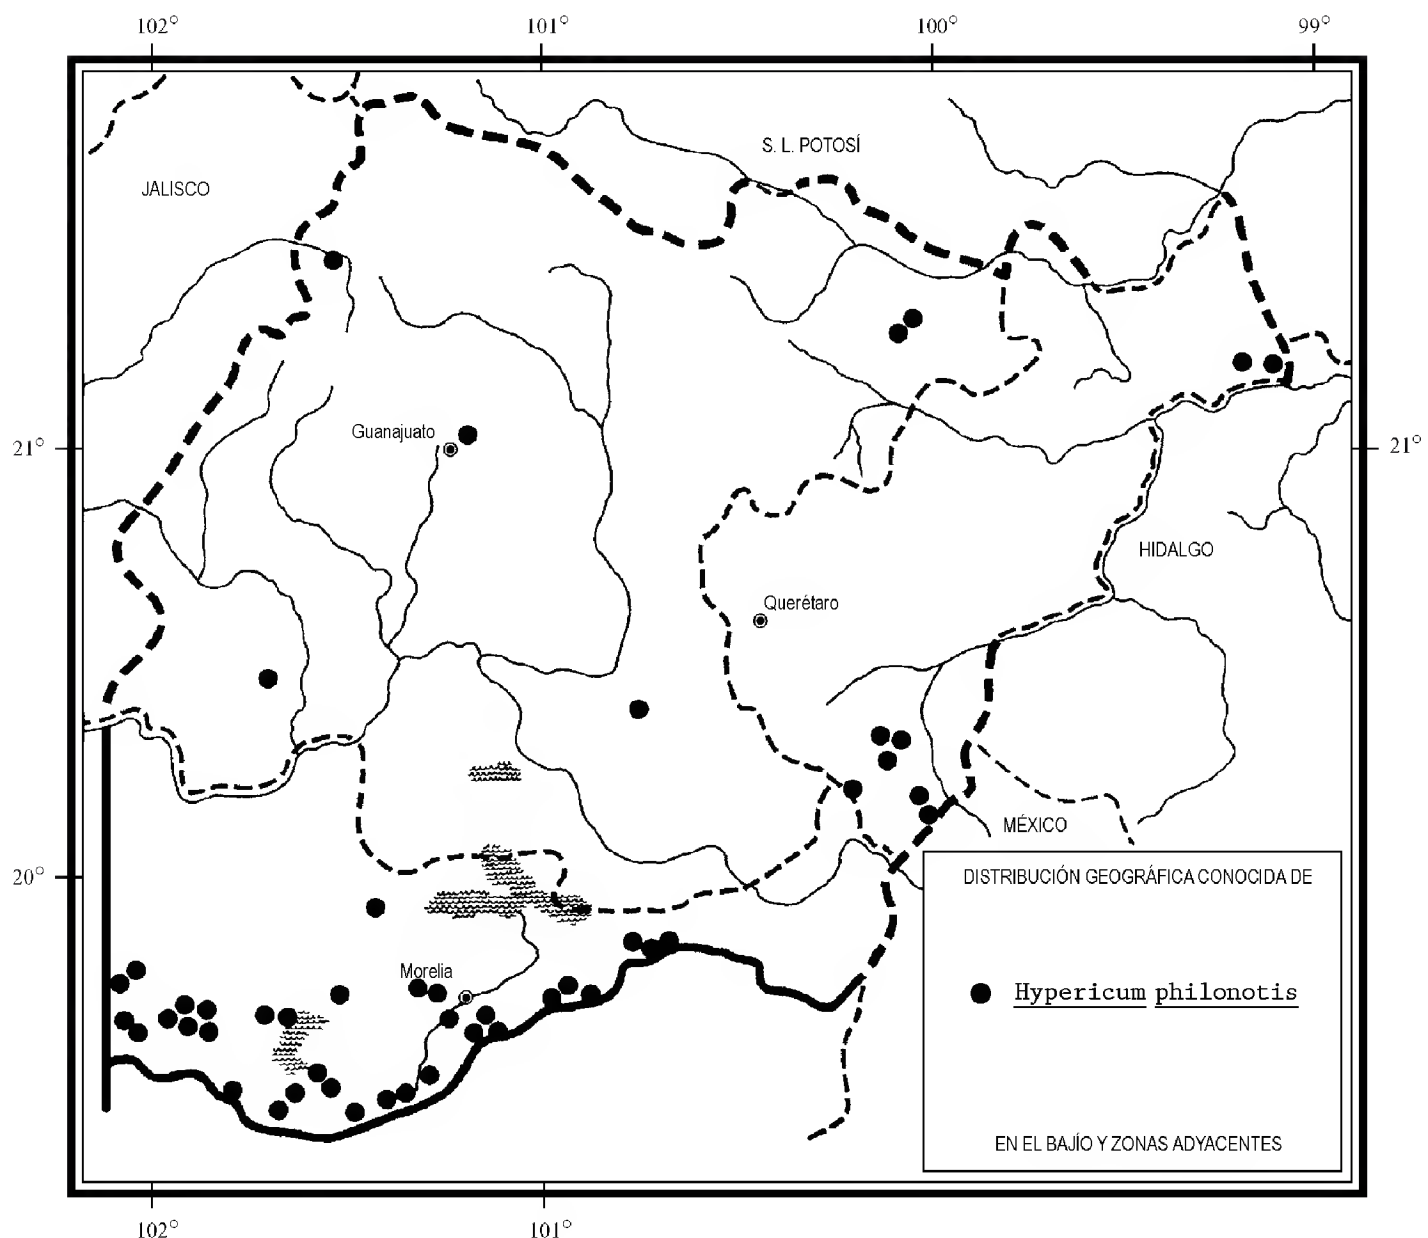 102° 101° 100° 99°
S. L. POTOSÍ
JALISCO
Guanajuato
21° 21°
HIDALGO
Querétaro
MÉXICO
20°
DISTRIBUCIÓN GEOGRÁFICA CONOCIDA DE
Morelia
Hypericum philonotis
EN EL BAJÍO Y ZONAS ADYACENTES
102° 101°